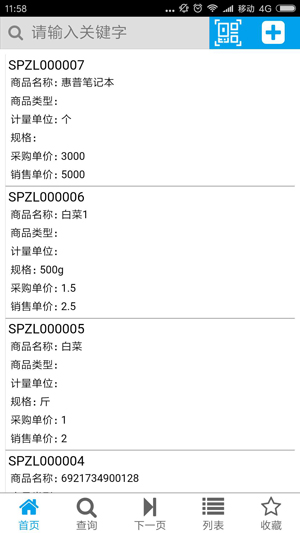 11:58
... 移动 4G
请输入关键字
SPZL000007
商品名称：惠普笔记本
商品类型：
计量单位：个
规格：
采购单价：3000
销售单价：5000
SPZL000006
商品名称：白菜1
商品类型：
计量单位：
规格：500g
采购单价：1.5
销售单价：2.5
SPZL000005
商品名称：白菜
商品类型：
计量单位：
规格：斤
采购单价：1
销售单价：2
SPZL000004
商品名称：6921734900128
商品类型：
首页 查询 下一页 列表 收藏